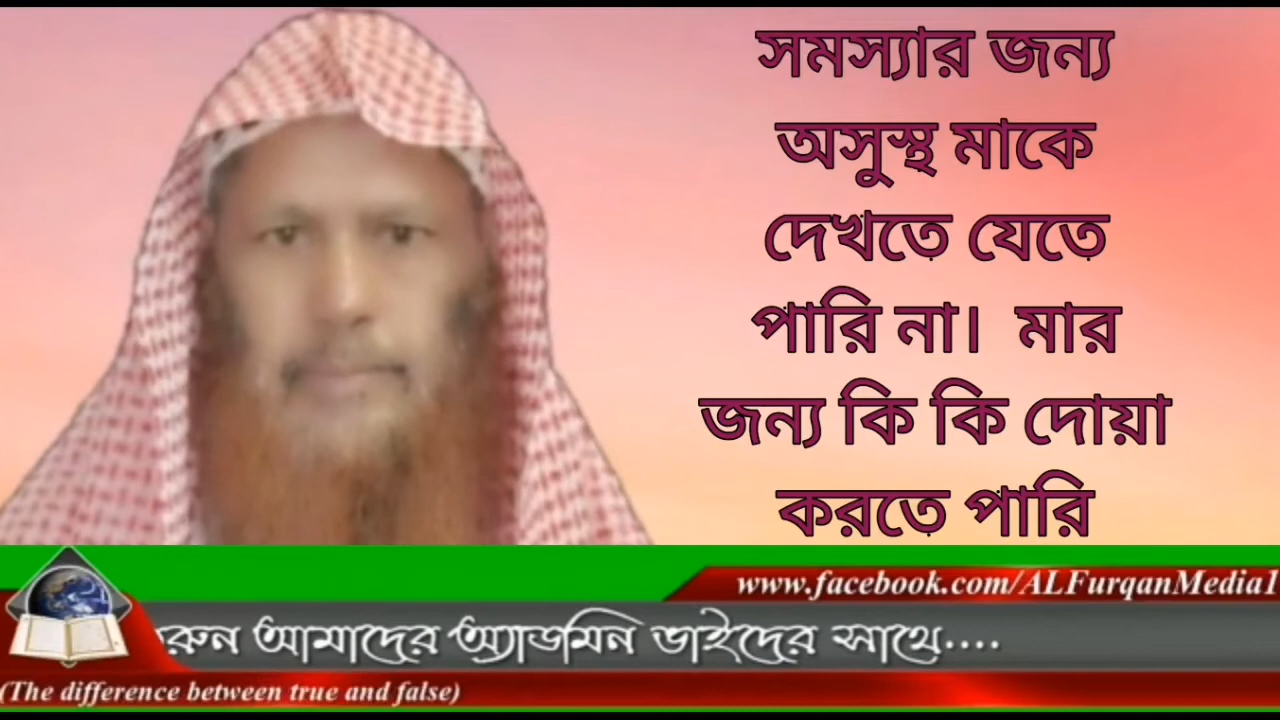 সমস্যার জন্য
অসুস্থ মাকে
দেখতে যেতে
পারি না। মার
জন্য কি কি দোয়া
করতে পারি
www.facebook.com/ALFurqanMedia1
রুন আমাদের অ্যাডমিন ভাইদের সাথে....
(The difference between true and false)